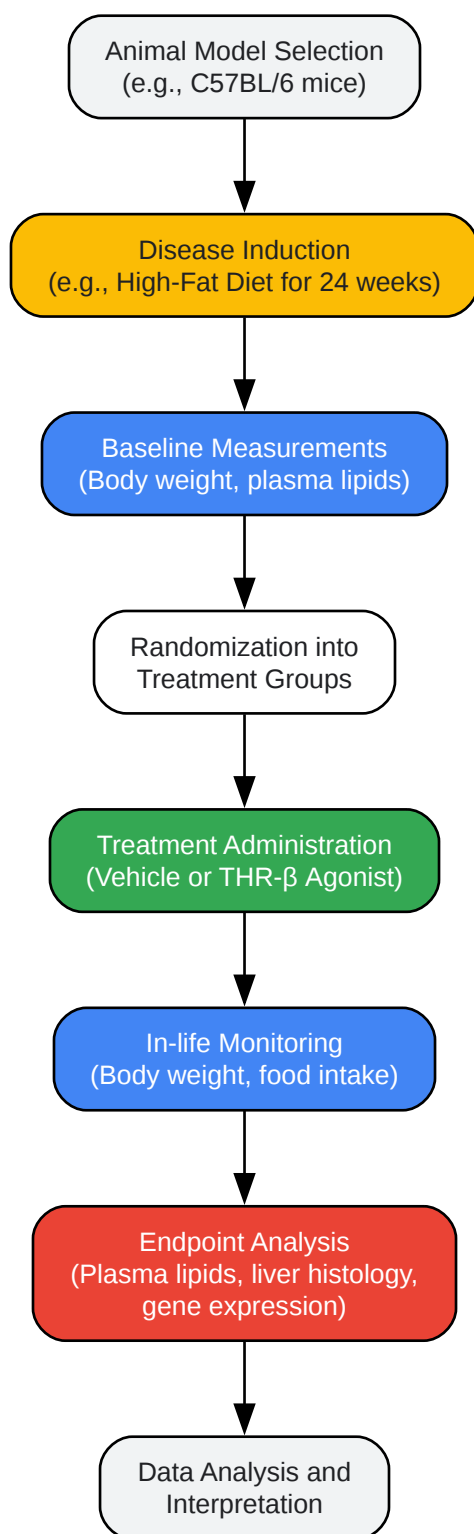 Animal Model Selection
(e.g., C57BL/6 mice)
Disease Induction
(e.g., High-Fat Diet for 24 weeks)
Baseline Measurements
(Body weight, plasma lipids)
Randomization into
Treatment Groups
Treatment Administration
(Vehicle or THR-β Agonist)
In-life Monitoring
(Body weight, food intake)
Endpoint Analysis
(Plasma lipids, liver histology,
gene expression)
Data Analysis and
Interpretation